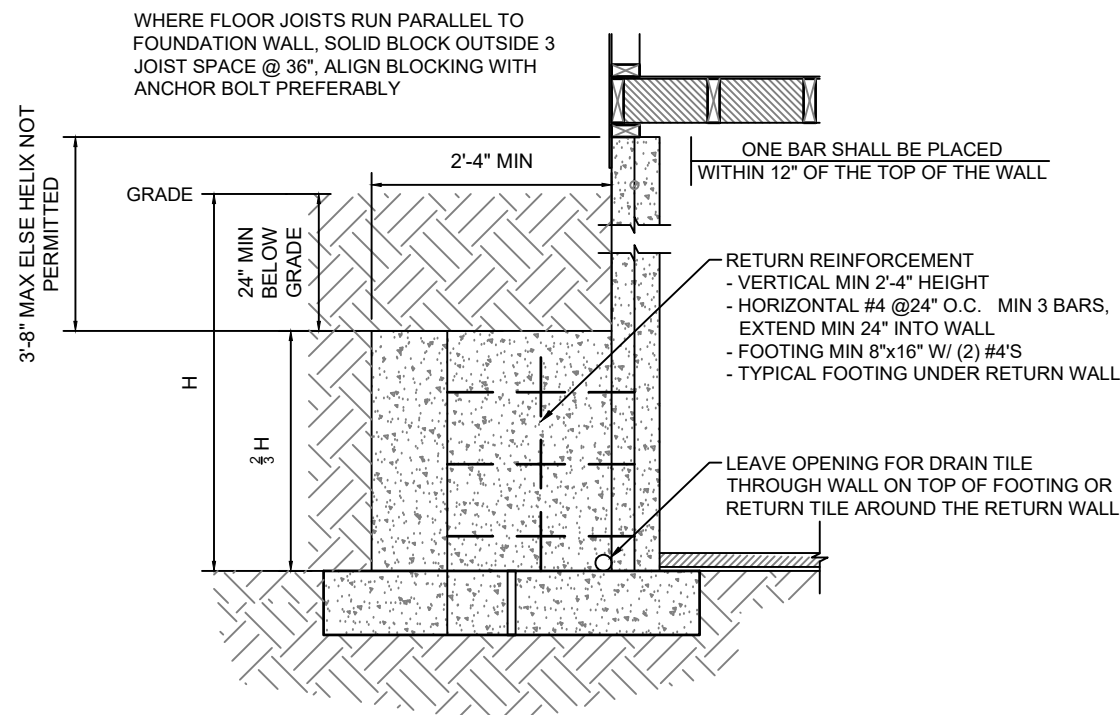 WHERE FLOOR JOISTS RUN PARALLEL TO
FOUNDATION WALL, SOLID BLOCK OUTSIDE 3
JOIST SPACE @ 36", ALIGN BLOCKING WITH
ANCHOR BOLT PREFERABLY
3'-8" MAX ELSE HELIX NOT
PERMITTED
2'-4" MIN
ONE BAR SHALL BE PLACED
WITHIN 12" OF THE TOP OF THE WALL
GRADE
24" MIN
BELOW
GRADE
RETURN REINFORCEMENT
- VERTICAL MIN 2'-4" HEIGHT
- HORIZONTAL #4 @24" O.C. MIN 3 BARS,
EXTEND MIN 24" INTO WALL
- FOOTING MIN 8"x16" W/ (2) #4'S
- TYPICAL FOOTING UNDER RETURN WALL
H
2/3 H
LEAVE OPENING FOR DRAIN TILE
THROUGH WALL ON TOP OF FOOTING OR
RETURN TILE AROUND THE RETURN WALL